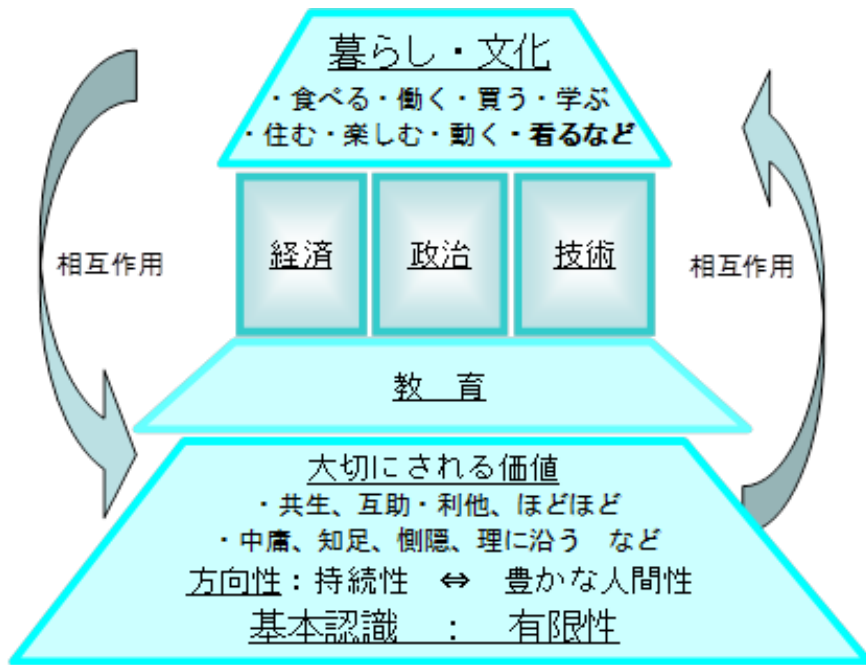 暮らし・文化
・食べる・働く・買う・学ぶ
・住む・楽しむ・動く・看るなど
相互作用
経済
政治
技術
相互作用
教　育
大切にされる価値
・共生、互助・利他、ほどほど
・中庸、知足、惻隠、理に沿う　など
方向性：持続性　⇔　豊かな人間性
基本認識　：　有限性